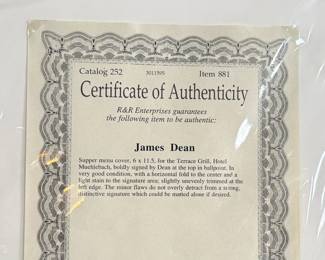 Catalog 252 3011595 Item 881
Certificate of Authenticity
R&R Enterprises guarantees
the following item to be authentic:
James Dean
Supper menu cover, 6 x 11.5, for the Terrace Grill, Hotel
Muehlebach, boldly signed by Dean at the top in ballpoint. In
very good condition, with a horizontal fold to the center and a
light stain to the signature area; slightly unevenly trimmed at the
left edge. The minor flaws do not overly detract from a strong,
distinctive signature which could be matted alone if desired.